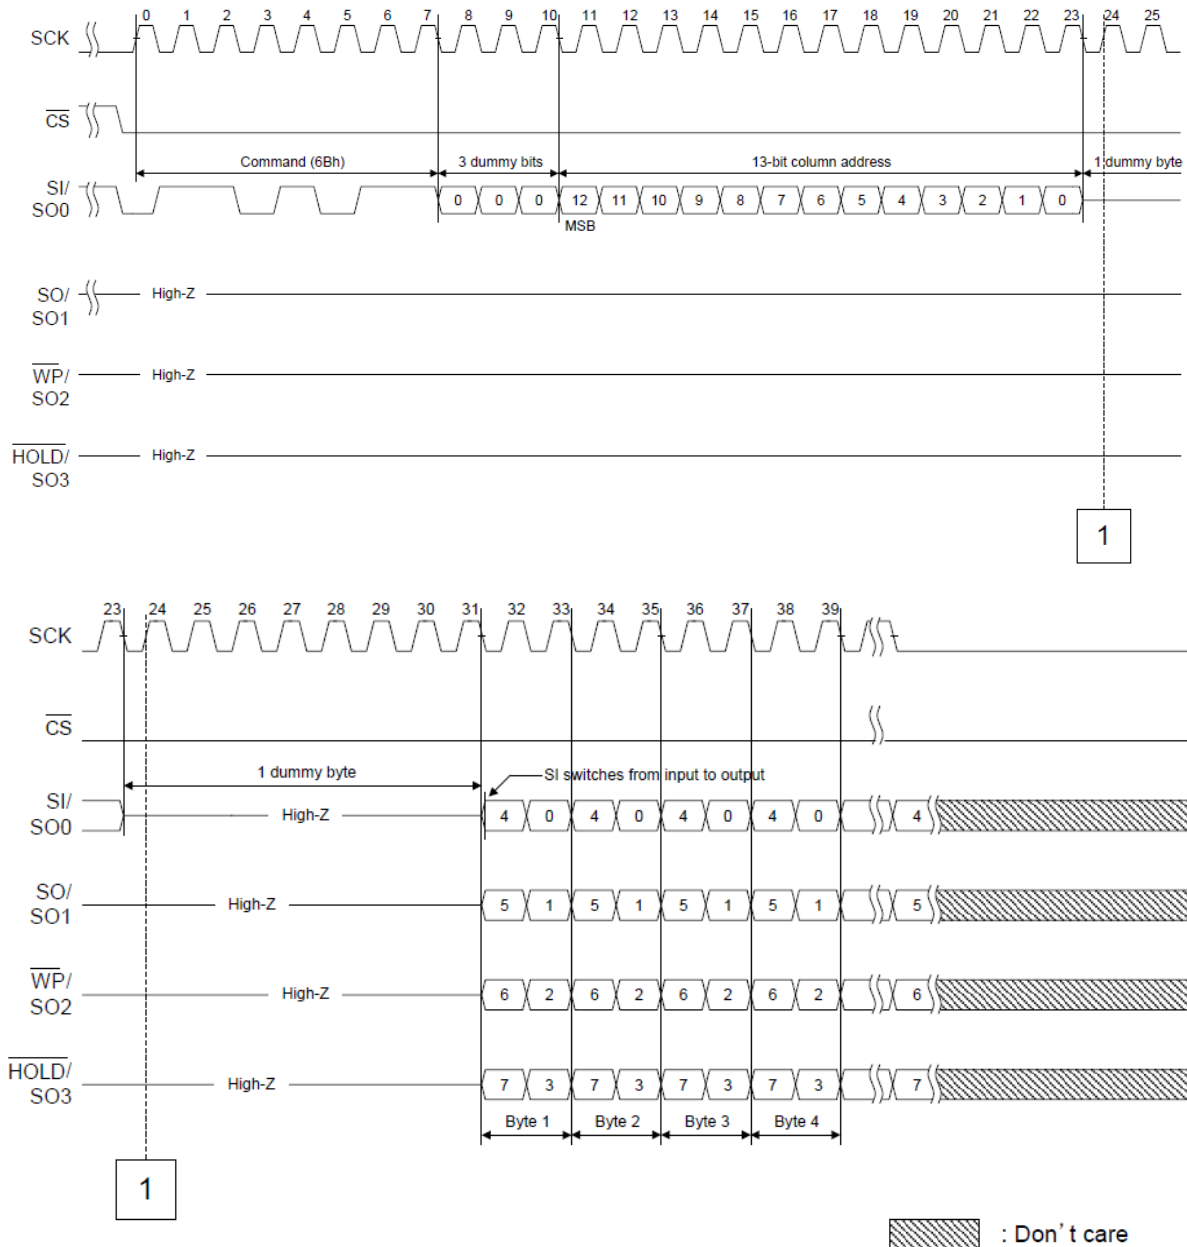 0 1 2 3 4 5 6 7 8 9 10 11 12 13 14 15 16 17 18 19 20 21 22 23 24 25
SCK
CS
Command (6Bh) 3 dummy bits 13-bit column address 1 dummy byte
SI/
SO0
0 0 0 12 11 10 9 8 7 6 5 4 3 2 1 0
MSB
SO/
SO1
High-Z
WP/
SO2
High-Z
HOLD/
SO3
High-Z
1
23 24 25 26 27 28 29 30 31 32 33 34 35 36 37 38 39
SCK
CS
1 dummy byte
SI switches from input to output
SI/
SO0
High-Z 4 0 4 0 4 0 4 0 4
SO/
SO1
High-Z 5 1 5 1 5 1 5 1 5
WP/
SO2
High-Z 6 2 6 2 6 2 6 2 6
HOLD/
SO3
High-Z 7 3 7 3 7 3 7 3 7
Byte 1 Byte 2 Byte 3 Byte 4
1
: Don't care